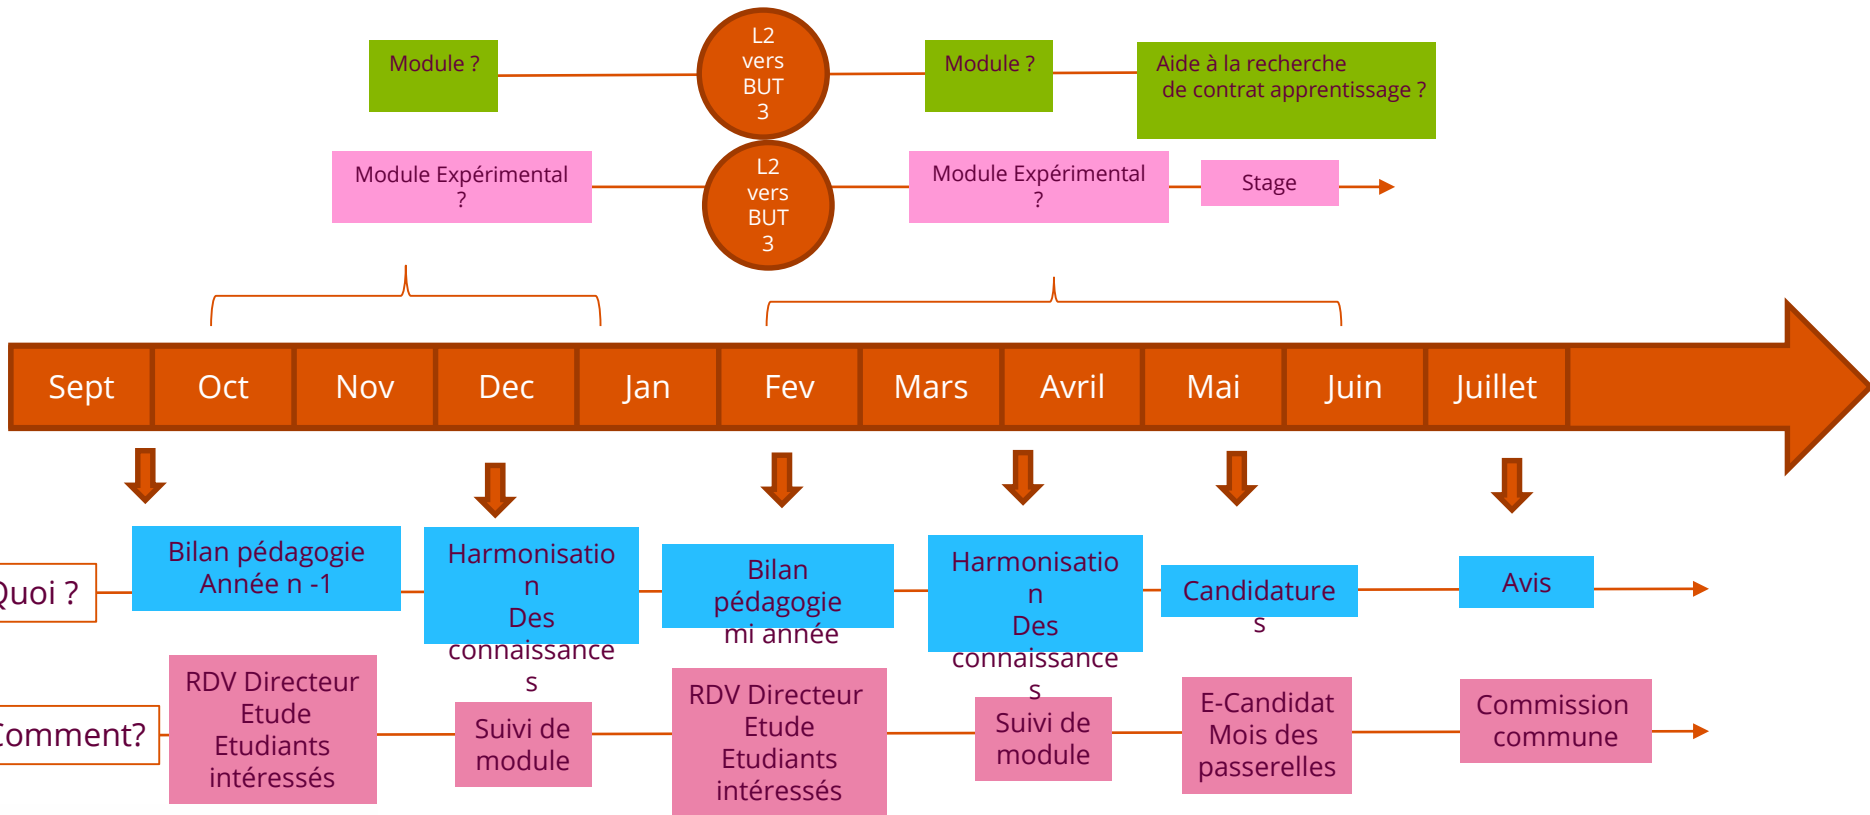 L2
vers
BUT
3
Module ?
Module ?
Aide à la recherche
de contrat apprentissage ?
L2
vers
BUT
3
Module Expérimental
?
Module Expérimental
?
Stage
Sept
Oct
Nov
Dec
Jan
Fev
Mars
Avril
Mai
Juin
Juillet
Quoi ?
Bilan pédagogie
Année n -1
Harmonisatio
n
Des
connaissance
s
Bilan
pédagogie
mi année
Harmonisatio
n
Des
connaissance
s
Candidature
s
Avis
Comment?
RDV Directeur
Etude
Etudiants
intéressés
Suivi de
module
RDV Directeur
Etude
Etudiants
intéressés
Suivi de
module
E-Candidat
Mois des
passerelles
Commission
commune